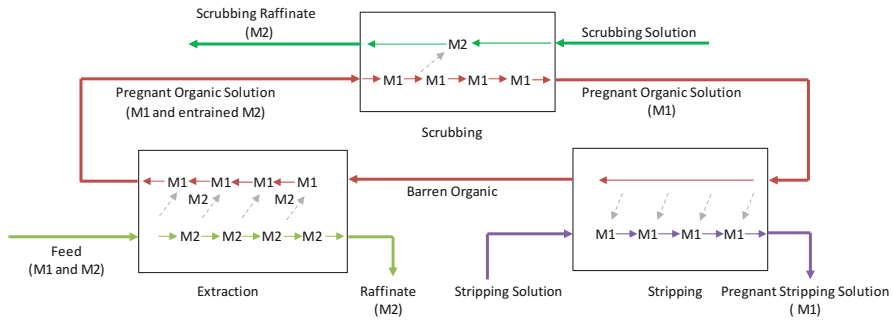 Scrubbing Raffinate
(M2)
M2
Scrubbing Solution
M1 M1 M1 M1
Pregnant Organic Solution
(M1 and entrained M2)
Pregnant Organic Solution
(M1)
Scrubbing
M1 M1 M1 M1
M2 M2
Barren Organic
M2 M2 M2 M2
M1 M1 M1 M1
Feed
(M1 and M2)
Extraction
Raffinate
(M2)
Stripping Solution
Stripping
Pregnant Stripping Solution
( M1)